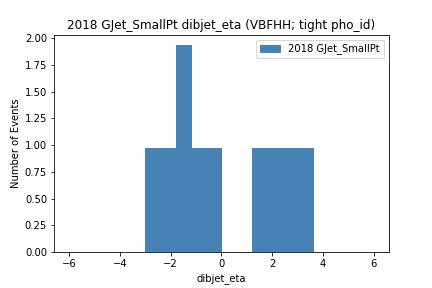 2018 GJet_SmallPt dibjet_eta (VBFHH; tight pho_id)
2018 GJet_SmallPt
Number of Events
2.00
1.75
1.50
1.25
1.00
0.75
0.50
0.25
0.00
−6 −4 −2 0 2 4 6
dibjet_eta